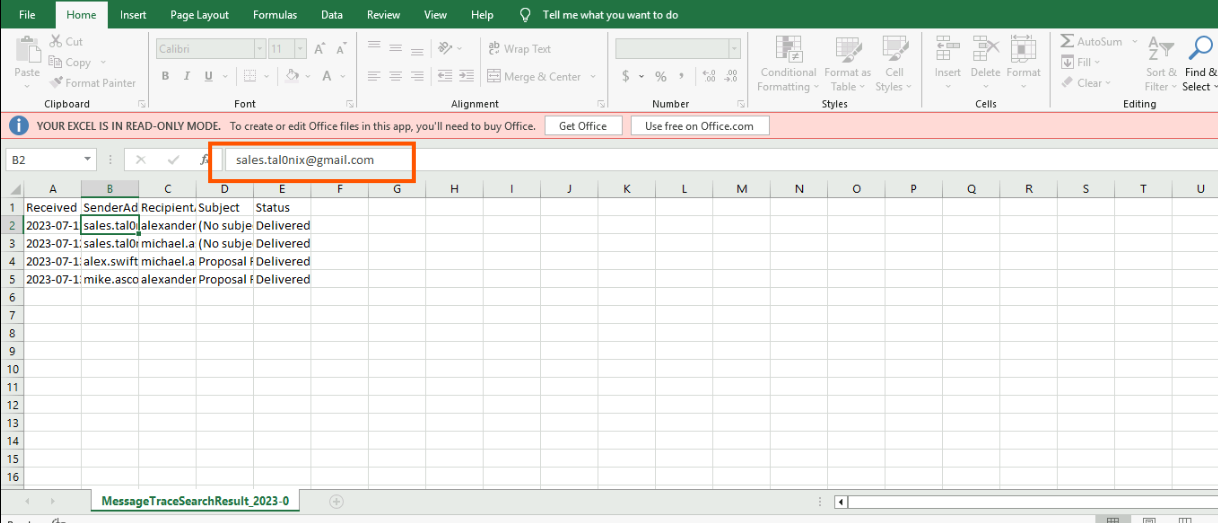 File Home Insert Page Layout Formulas Data Review View Help Tell me what you want to do
Cut
Copy
Format Painter
Paste
Calibri 11
B I U A
Wrap Text
Merge & Center
$ % ,
Conditional Formatting
Format as Table
Cell Styles
Insert Delete Format
AutoSum
Fill
Clear
Sort & Filter
Find & Select
Clipboard Font Alignment Number Styles Cells Editing
YOUR EXCEL IS IN READ-ONLY MODE. To create or edit Office files in this app, you'll need to buy Office. Get Office Use free on Office.com
B2 sales.tal0nix@gmail.com
A B C D E F G H I J K L M N O P Q R S T U
1 Received SenderAd Recipient Subject Status
2 2023-07-1 sales.tal0 alexander (No subje Delivered
3 2023-07-12 sales.tal0 michael.a (No subje Delivered
4 2023-07-1 alex.swift michael.a Proposal Delivered
5 2023-07-1 mike.asco alexander Proposal Delivered
6
7
8
9
10
11
12
13
14
15
16
MessageTraceSearchResult_2023-0